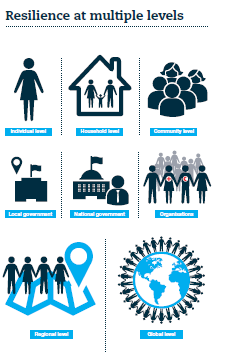 Resilience at multiple levels
Individual level
Household level
Community level
Local government
National government
Organisations
Regional level
Global level